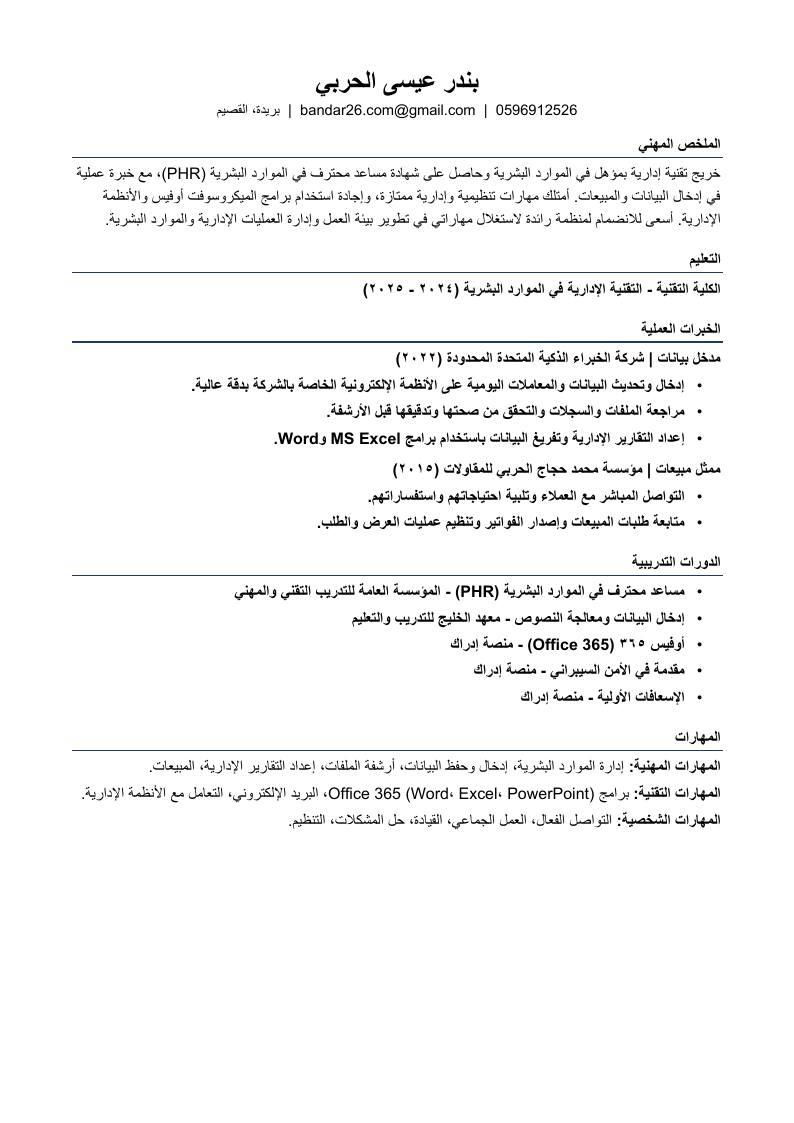 بندر عيسى الحربي
بريدة، القصيم | bandar26.com@gmail.com | 0596912526
الملخص المهني
خريج تقنية إدارية بمؤهل في الموارد البشرية وحاصل على شهادة مساعد محترف في الموارد البشرية (PHR)، مع خبرة عملية
في إدخال البيانات والمبيعات. أمتلك مهارات تنظيمية وإدارية ممتازة، وإجادة استخدام برامج الميكروسوفت أوفيس والأنظمة
الإدارية. أسعى للانضمام لمنظمة رائدة لاستغلال مهاراتي في تطوير بيئة العمل وإدارة العمليات الإدارية والموارد البشرية.
التعليم
الكلية التقنية - التقنية الإدارية في الموارد البشرية (٢٠٢٤ - ٢٠٢٥)
الخبرات العملية
مدخل بيانات | شركة الخبراء الذكية المتحدة المحدودة (٢٠٢٢)
• إدخال وتحديث البيانات والمعاملات اليومية على الأنظمة الإلكترونية الخاصة بالشركة بدقة عالية.
• مراجعة الملفات والسجلات والتحقق من صحتها وتدقيقها قبل الأرشفة.
• إعداد التقارير الإدارية وتفريغ البيانات باستخدام برامج MS Excel وWord.
ممثل مبيعات | مؤسسة محمد حجاج الحربي للمقاولات (٢٠١٥)
• التواصل المباشر مع العملاء وتلبية احتياجاتهم واستفساراتهم.
• متابعة طلبات المبيعات وإصدار الفواتير وتنظيم عمليات العرض والطلب.
الدورات التدريبية
• مساعد محترف في الموارد البشرية (PHR) - المؤسسة العامة للتدريب التقني والمهني
• إدخال البيانات ومعالجة النصوص - معهد الخليج للتدريب والتعليم
• أوفيس ٣٦٥ (Office 365) - منصة إدراك
• مقدمة في الأمن السيبراني - منصة إدراك
• الإسعافات الأولية - منصة إدراك
المهارات
المهارات المهنية: إدارة الموارد البشرية، إدخال وحفظ البيانات، أرشفة الملفات، إعداد التقارير الإدارية، المبيعات.
المهارات التقنية: برامج Office 365 (Word، Excel، PowerPoint)، البريد الإلكتروني، التعامل مع الأنظمة الإدارية.
المهارات الشخصية: التواصل الفعال، العمل الجماعي، القيادة، حل المشكلات، التنظيم.